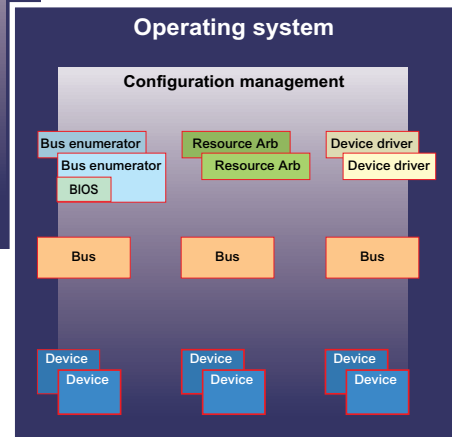 Operating system
Configuration management
Bus enumerator
Resource Arb
Device driver
Bus enumerator
Resource Arb
Device driver
BIOS
Bus
Bus
Bus
Device
Device
Device
Device
Device
Device